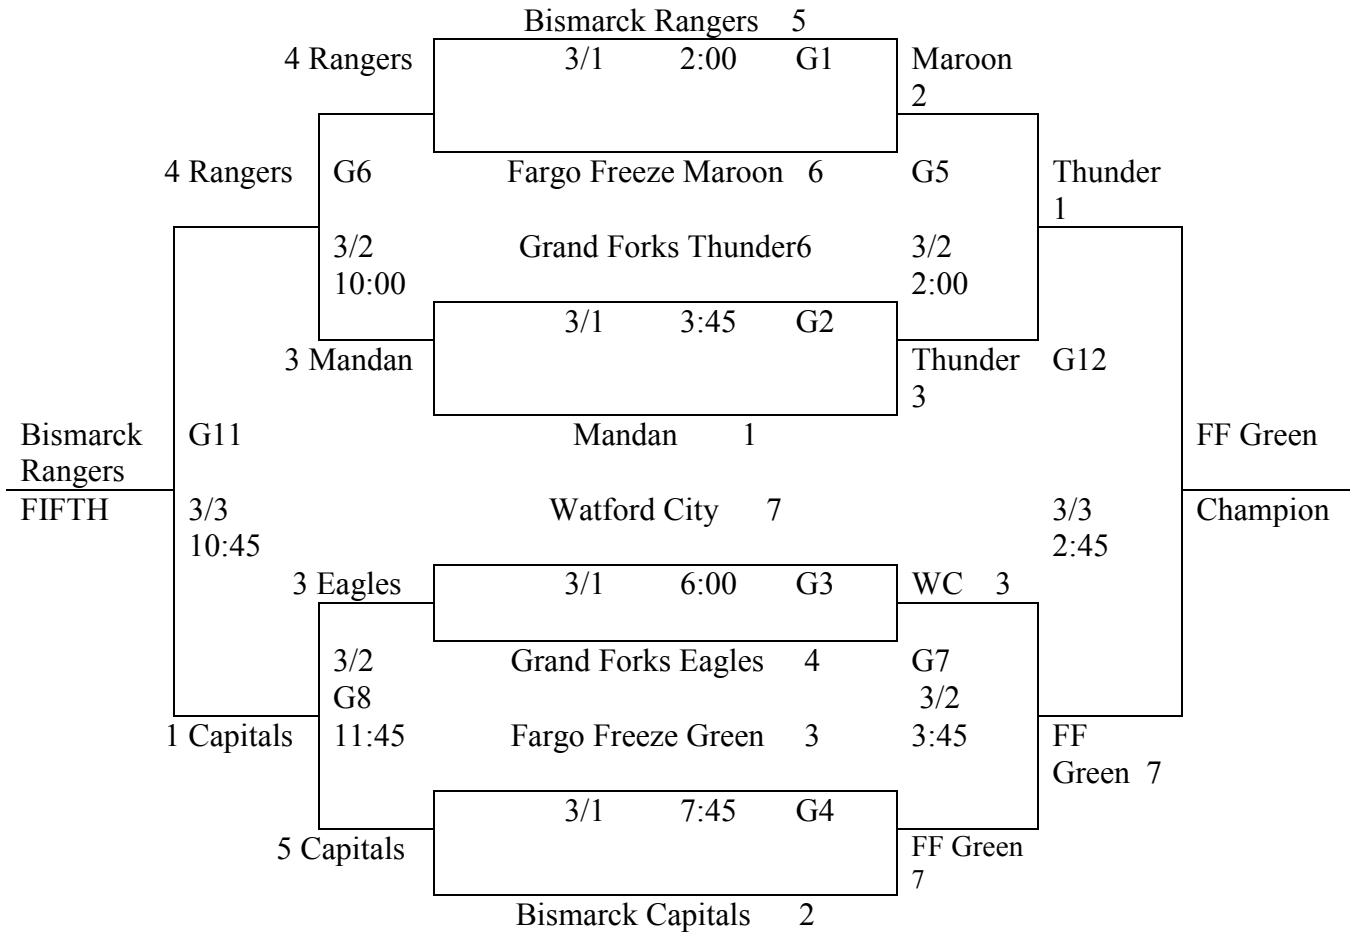 Bismarck Rangers 5
4 Rangers 3/1 2:00 G1 Maroon
2
4 Rangers G6 Fargo Freeze Maroon 6 G5 Thunder
1
3/2 Grand Forks Thunder6 3/2
10:00 2:00
3/1 3:45 G2
3 Mandan Thunder G12
3
Bismarck G11 Mandan 1 FF Green
Rangers
FIFTH 3/3 Watford City 7 3/3 Champion
10:45 2:45
3 Eagles 3/1 6:00 G3 WC 3
3/2 Grand Forks Eagles 4 G7
G8 3/2
1 Capitals 11:45 Fargo Freeze Green 3 3:45 FF
Green 7
3/1 7:45 G4
5 Capitals FF Green
7
Bismarck Capitals 2